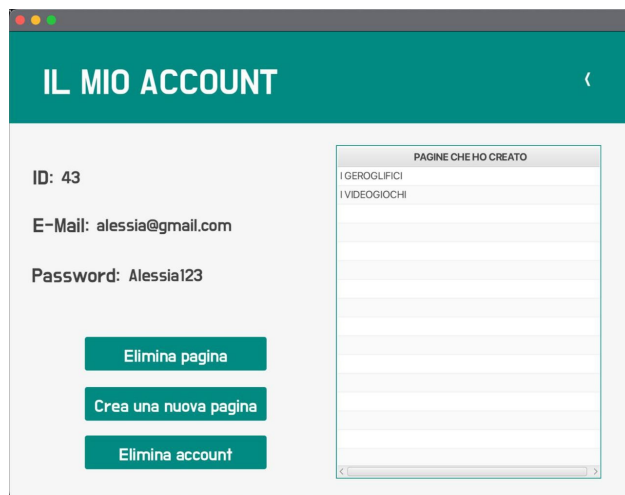 IL MIO ACCOUNT
ID: 43
E-Mail: alessia@gmail.com
Password: Alessia123
Elimina pagina
Crea una nuova pagina
Elimina account
PAGINE CHE HO CREATO
I GEROGLIFICI
I VIDEOGIOCHI